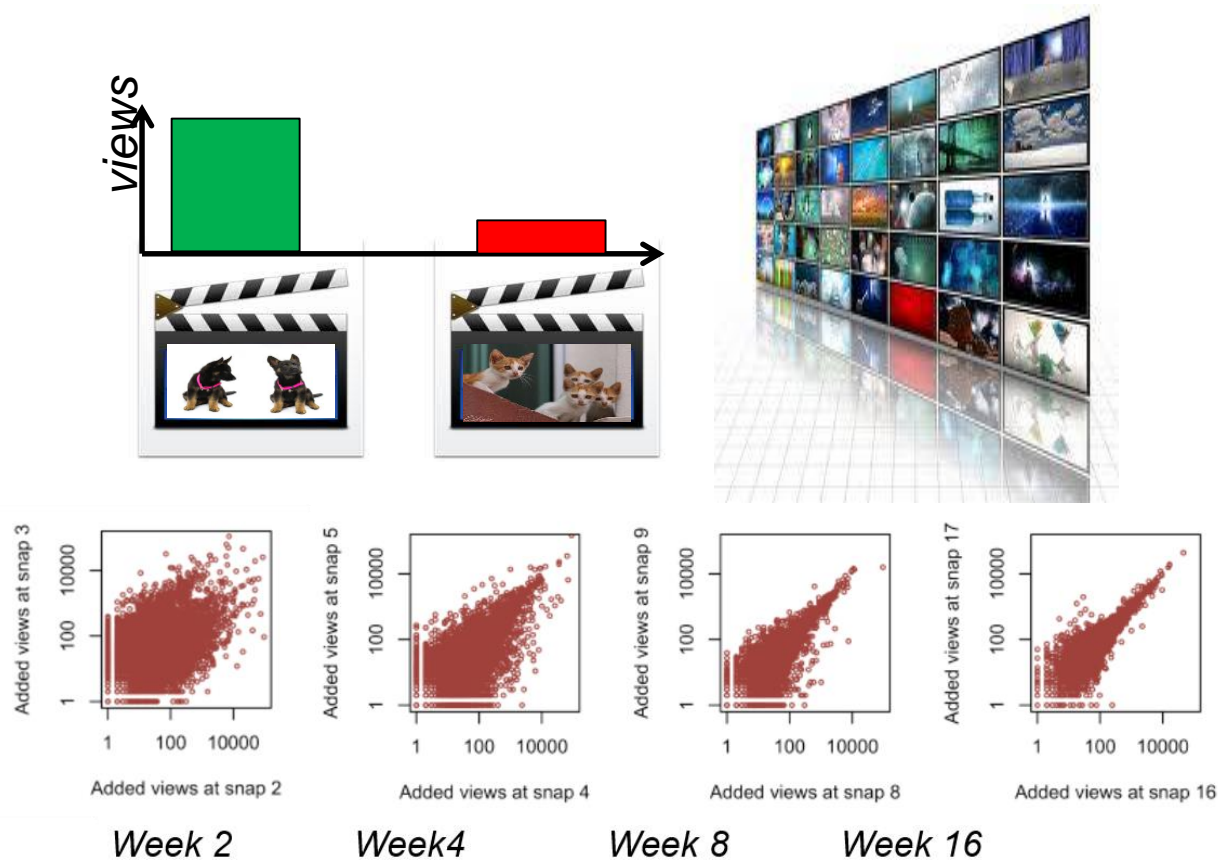 views
Added views at snap 3
10000
100
1
1 100 10000
Added views at snap 2
Added views at snap 5
10000
100
1
1 100 10000
Added views at snap 4
Added views at snap 9
10000
100
1
1 100 10000
Added views at snap 8
Added views at snap 17
10000
100
1
1 100 10000
Added views at snap 16
Week 2 Week4 Week 8 Week 16